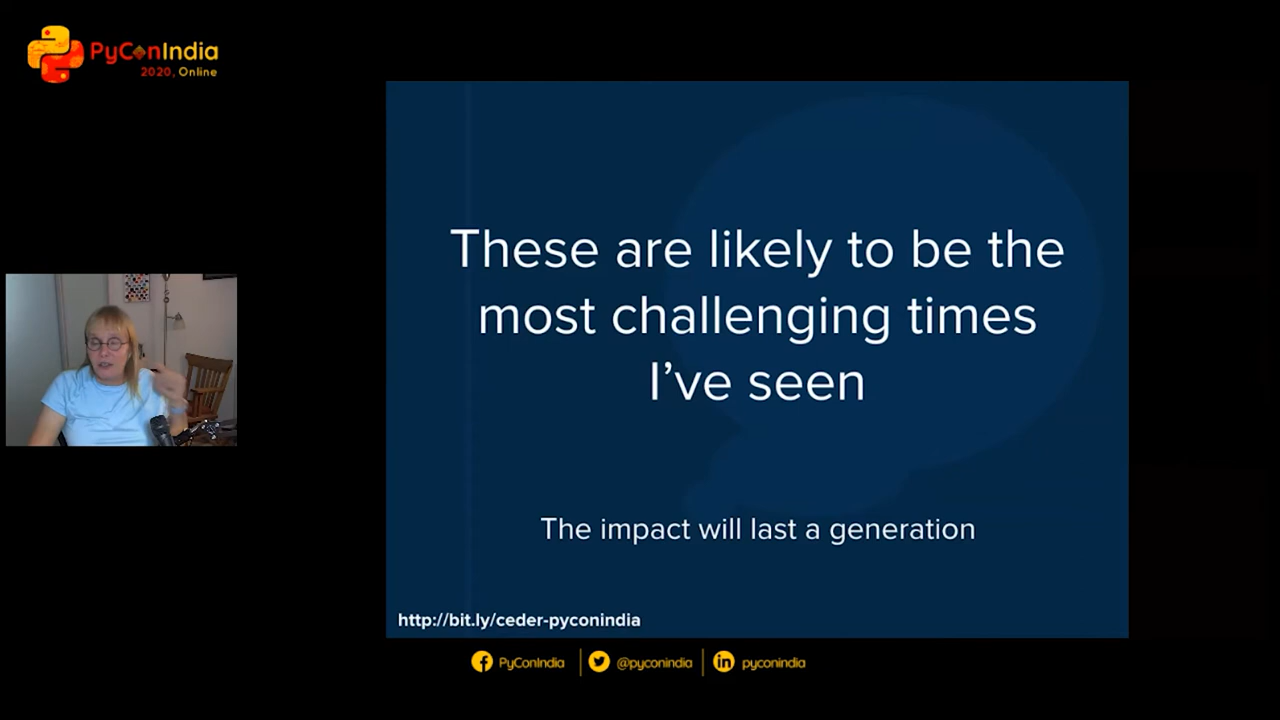 PyConIndia
2020, Online
These are likely to be the
most challenging times
I've seen
The impact will last a generation
http://bit.ly/ceder-pyconindia
PyConIndia
@pyconindia
pyconindia